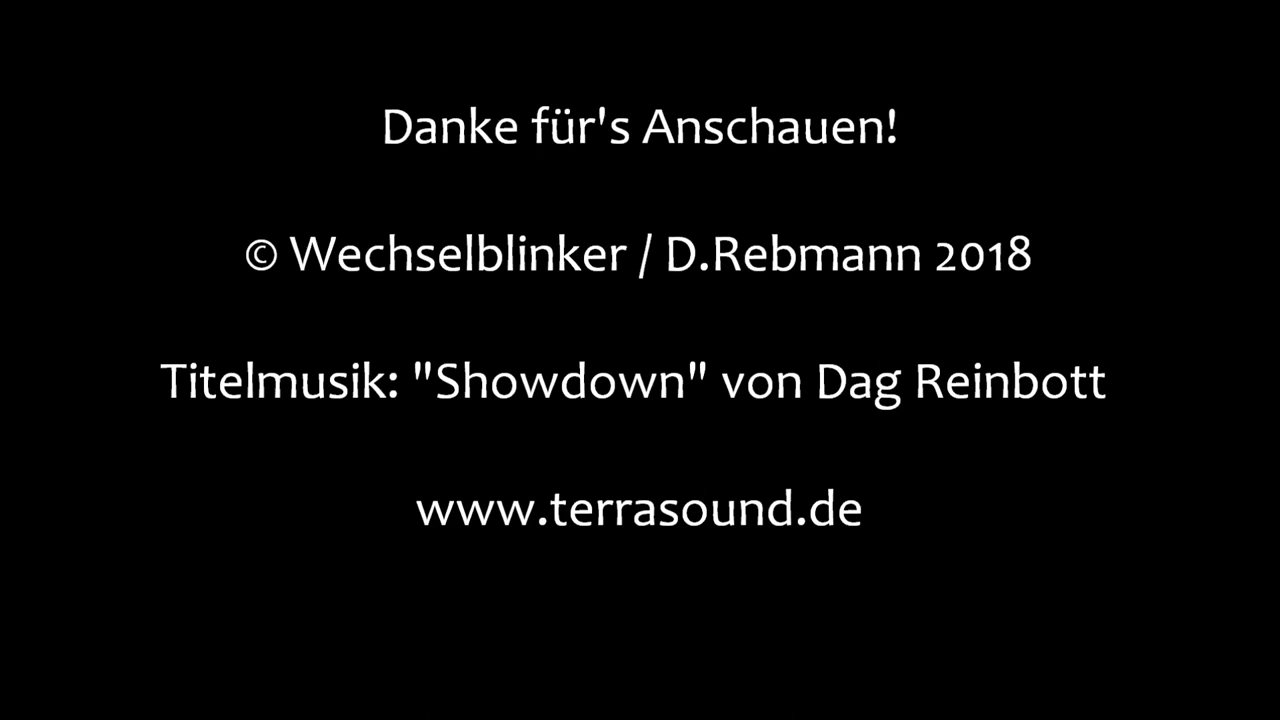 Danke für's Anschauen!
© Wechselblinker / D.Rebmann 2018
Titelmusik: "Showdown" von Dag Reinbott
www.terrasound.de